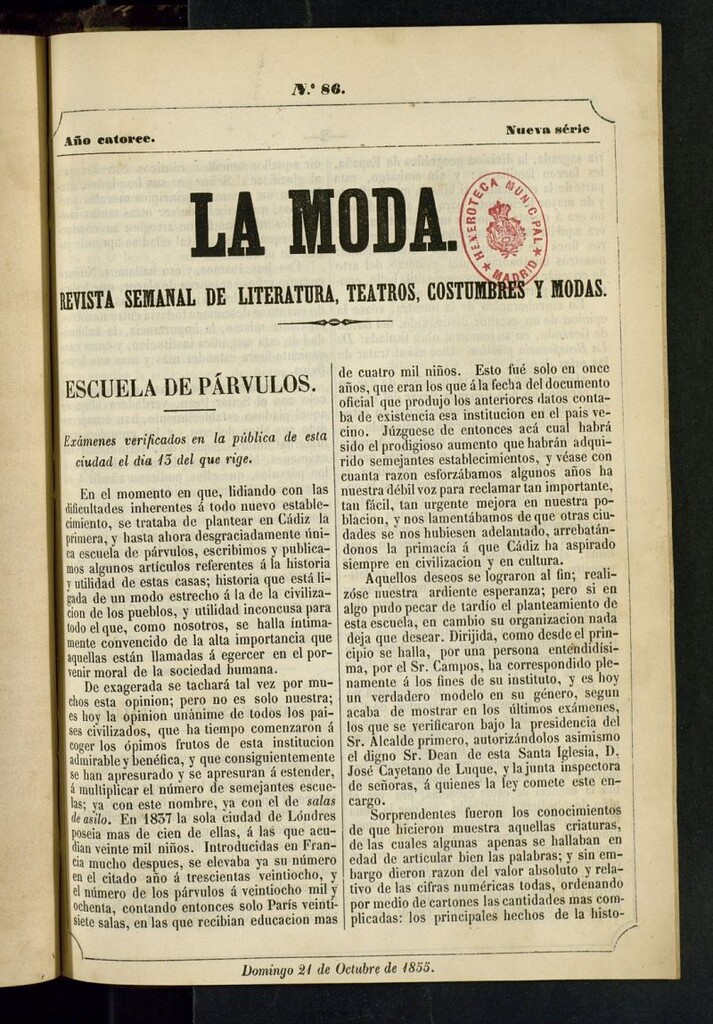 N.º 86.
Año catorce.
Nueva série
LA MODA.
HEMEROTECA MUNICIPAL
★ MADRID ★
REVISTA SEMANAL DE LITERATURA, TEATROS, COSTUMBRES Y MODAS.
ESCUELA DE PÁRVULOS.
Exámenes verificados en la pública de esta
ciudad el dia 13 del que rige.
En el momento en que, lidiando con las
dificultades inherentes á todo nuevo estable-
cimiento, se trataba de plantear en Cádiz la
primera, y hasta ahora desgraciadamente úni-
ca escuela de párvulos, escribimos y publica-
mos algunos artículos referentes á la historia
y utilidad de estas casas; historia que está li-
gada de un modo estrecho á la de la civiliza-
cion de los pueblos, y utilidad inconcusa para
todo el que, como nosotros, se halla íntima-
mente convencido de la alta importancia que
aquellas están llamadas á egercer en el por-
venir moral de la sociedad humana.
De exagerada se tachará tal vez por mu-
chos esta opinion; pero no es solo nuestra;
es hoy la opinion unánime de todos los pai-
ses civilizados, que ha tiempo comenzaron á
coger los ópimos frutos de esta institucion
admirable y benéfica, y que consiguientemente
se han apresurado y se apresuran á estender,
á multiplicar el número de semejantes escue-
las; ya con este nombre, ya con el de salas
de asilo. En 1837 la sola ciudad de Lóndres
poseia mas de cien de ellas, á las que acu-
dian veinte mil niños. Introducidas en Fran-
cia mucho despues, se elevaba ya su número
en el citado año á trescientas veintiocho, y
el número de los párvulos á veintiocho mil y
ochenta, contando entonces solo París veinti-
siete salas, en las que recibian educacion mas
de cuatro mil niños. Esto fué solo en once
años, que eran los que á la fecha del documento
oficial que produjo los anteriores datos conta-
ba de existencia esa institucion en el pais ve-
cino. Júzguese de entonces acá cual habrá
sido el prodigioso aumento que habrán adqui-
rido semejantes establecimientos, y véase con
cuanta razon esforzábamos algunos años ha
nuestra débil voz para reclamar tan importante,
tan fácil, tan urgente mejora en nuestra po-
blacion, y nos lamentábamos de que otras ciu-
dades se nos hubiesen adelantado, arrebatán-
donos la primacía á que Cádiz ha aspirado
siempre en civilizacion y en cultura.
Aquellos deseos se lograron al fin; reali-
zóse nuestra ardiente esperanza; pero si en
algo pudo pecar de tardío el planteamiento de
esta escuela, en cambio su organizacion nada
deja que desear. Dirijida, como desde el prin-
cipio se halla, por una persona entendidísi-
ma, por el Sr. Campos, ha correspondido ple-
namente á los fines de su instituto, y es hoy
un verdadero modelo en su género, segun
acaba de mostrar en los últimos exámenes,
los que se verificaron bajo la presidencia del
Sr. Alcalde primero, autorizándolos asimismo
el digno Sr. Dean de esta Santa Iglesia, D.
José Cayetano de Luque, y la junta inspectora
de señoras, á quienes la ley comete este en-
cargo.
Sorprendentes fueron los conocimientos
de que hicieron muestra aquellas criaturas,
de las cuales algunas apenas se hallaban en
edad de articular bien las palabras; y sin em-
bargo dieron razon del valor absoluto y rela-
tivo de las cifras numéricas todas, ordenando
por medio de cartones las cantidades mas com-
plicadas: los principales hechos de la histo-
Domingo 21 de Octubre de 1855.